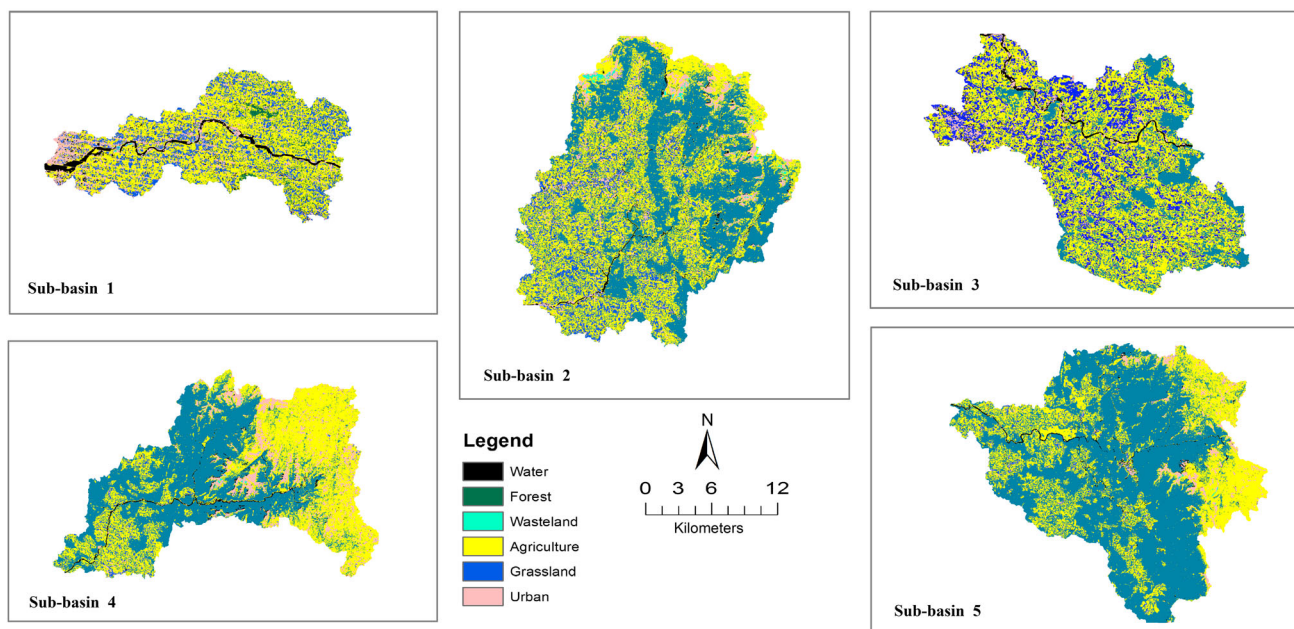 Sub-basin 1
Sub-basin 2
Sub-basin 3
Sub-basin 4
Legend
Water
Forest
Wasteland
Agriculture
Grassland
Urban
N
0 3 6 12
Kilometers
Sub-basin 5